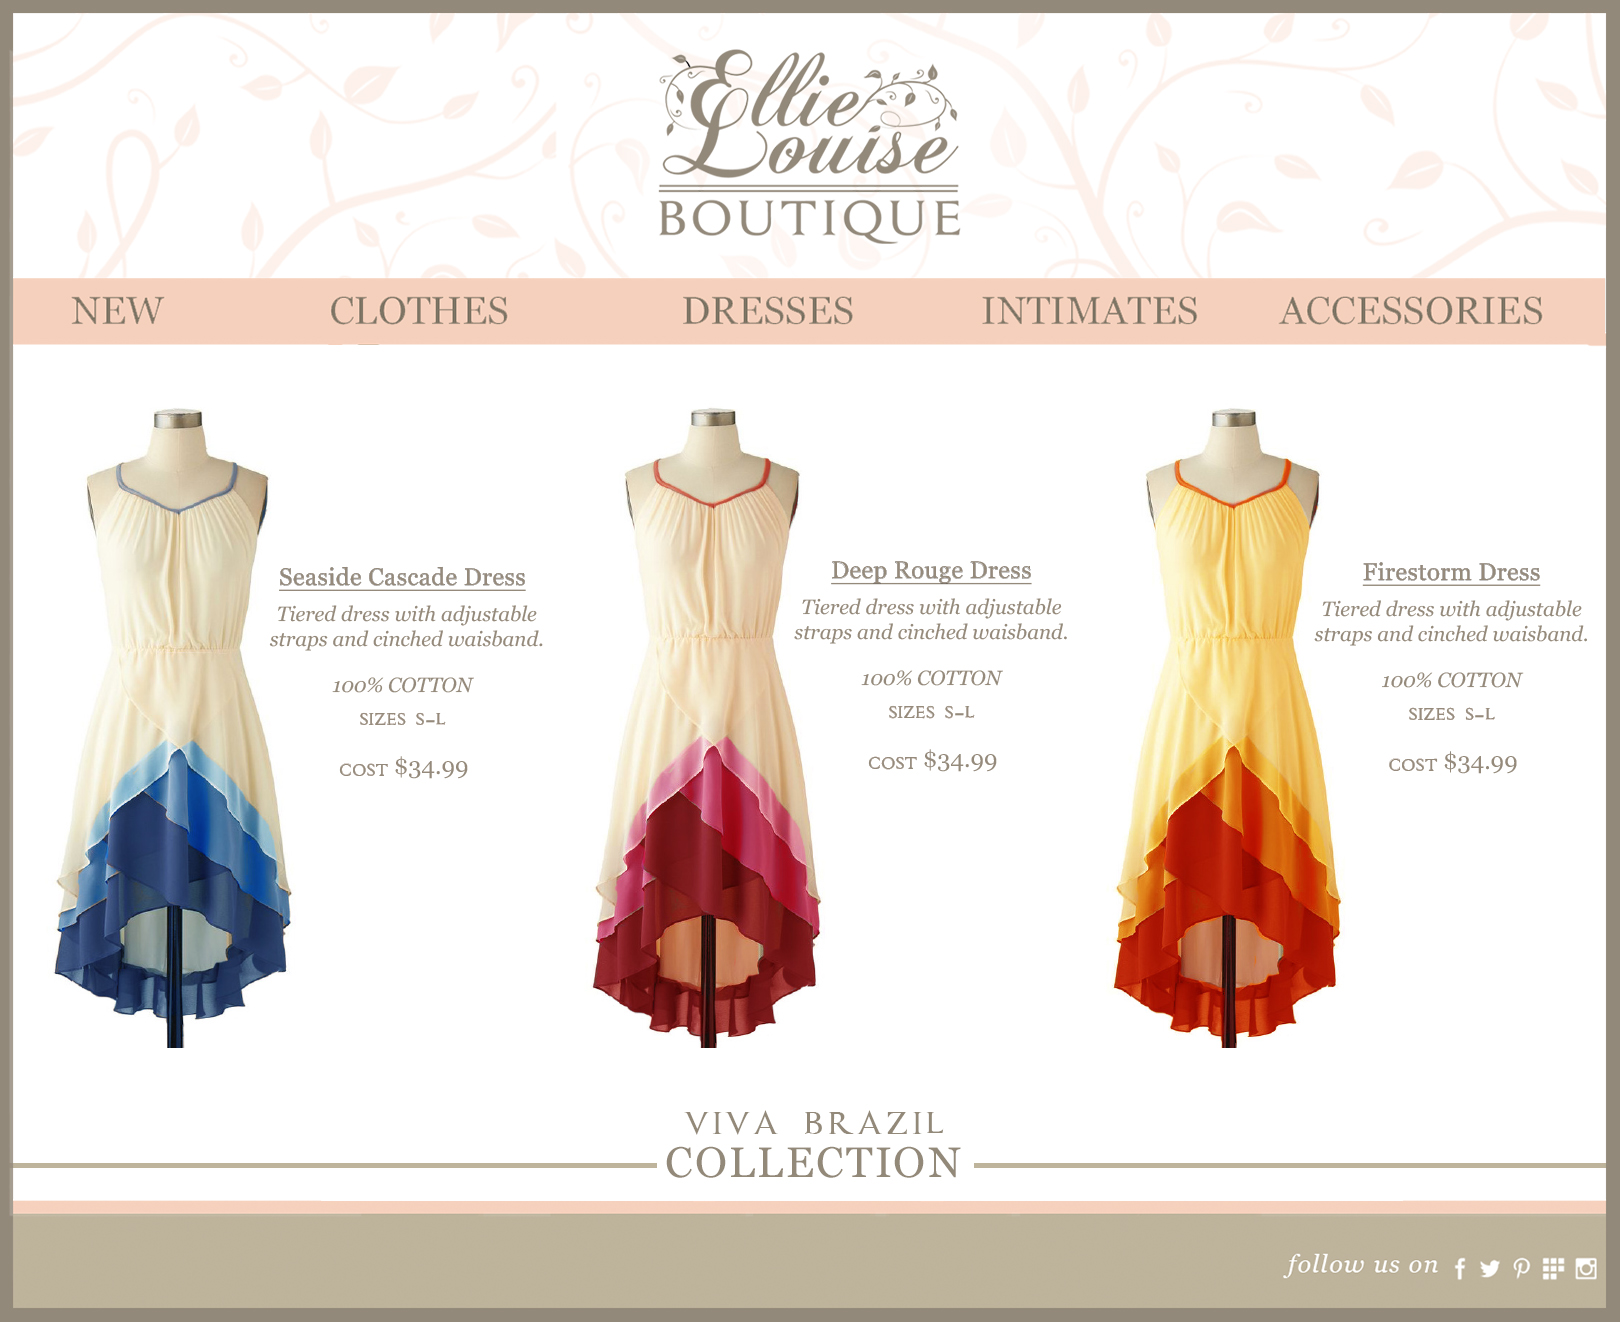 Ellie
Louise
BOUTIQUE
NEW CLOTHES DRESSES INTIMATES ACCESSORIES
Seaside Cascade Dress
Tiered dress with adjustable
straps and cinched waisband.
100% COTTON
SIZES S–L
COST $34.99
Deep Rouge Dress
Tiered dress with adjustable
straps and cinched waisband.
100% COTTON
SIZES S–L
COST $34.99
Firestorm Dress
Tiered dress with adjustable
straps and cinched waisband.
100% COTTON
SIZES S–L
COST $34.99
VIVA BRAZIL
COLLECTION
follow us on